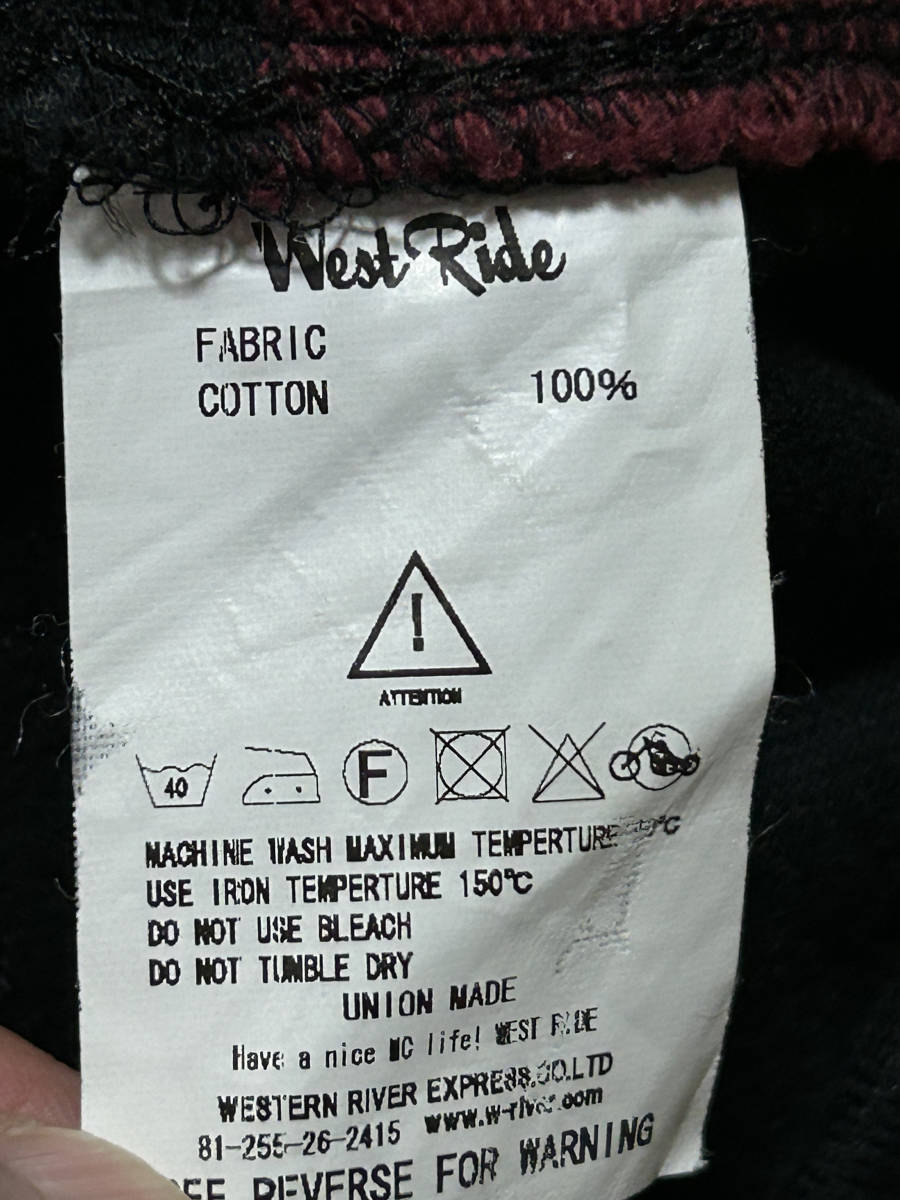 West Ride
FABRIC
COTTON 100%
!
ATTENTION
40 F
MACHINE WASH MAXIMUM TEMPERTURE
USE IRON TEMPERTURE 150℃
DO NOT USE BLEACH
DO NOT TUMBLE DRY
UNION MADE
Have a nice MC life! WEST RIDE
WESTERN RIVER EXPRESS.CO.LTD
81-255-26-2415 www.w-river.com
REVERSE FOR WARNING